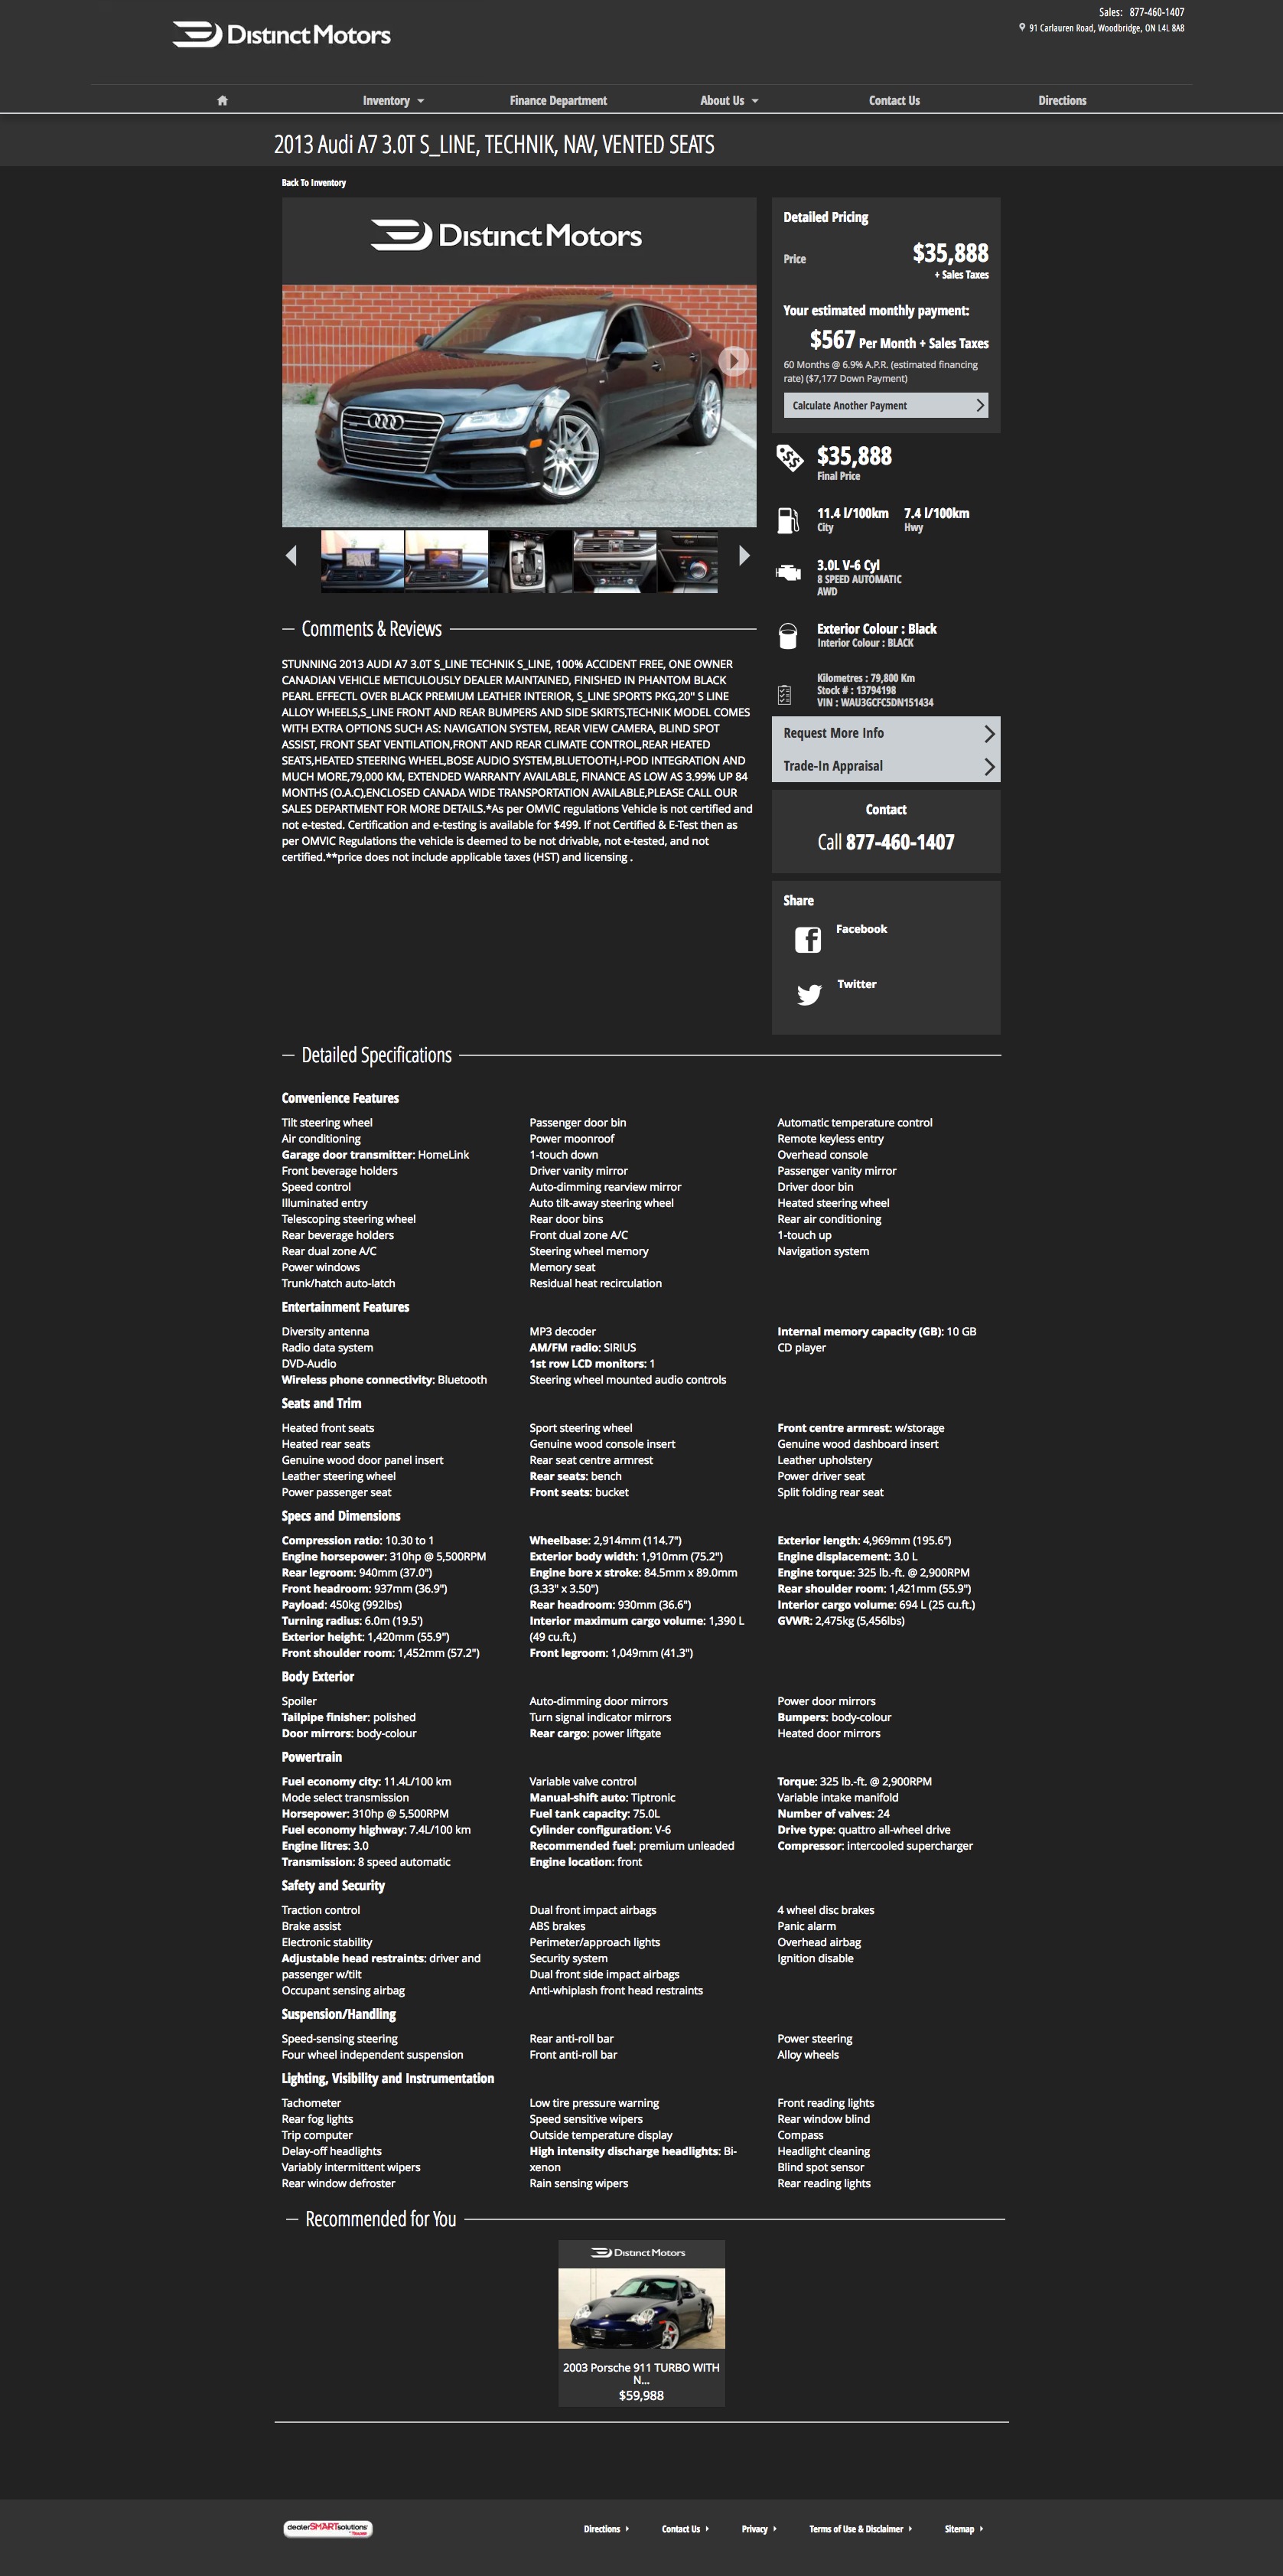 Distinct Motors
Sales: 877-460-1407
91 Carlauren Road, Woodbridge, ON L4L 8A8
Inventory
Finance Department
About Us
Contact Us
Directions
2013 Audi A7 3.0T S_LINE, TECHNIK, NAV, VENTED SEATS
Back To Inventory
Distinct Motors
Detailed Pricing
Price
$35,888
+ Sales Taxes
Your estimated monthly payment:
$567 Per Month + Sales Taxes
60 Months @ 6.9% A.P.R. (estimated financing
rate) ($7,177 Down Payment)
Calculate Another Payment
$35,888
Final Price
11.4 l/100km 7.4 l/100km
City Hwy
3.0L V-6 Cyl
8 SPEED AUTOMATIC
AWD
Exterior Colour : Black
Interior Colour : BLACK
Kilometres : 79,800 Km
Stock # : 13794198
VIN : WAU3GCFC5DN151434
Request More Info
Trade-In Appraisal
Contact
Call 877-460-1407
Share
Facebook
Twitter
Comments & Reviews
STUNNING 2013 AUDI A7 3.0T S_LINE TECHNIK S_LINE, 100% ACCIDENT FREE, ONE OWNER
CANADIAN VEHICLE METICULOUSLY DEALER MAINTAINED, FINISHED IN PHANTOM BLACK
PEARL EFFECTL OVER BLACK PREMIUM LEATHER INTERIOR, S_LINE SPORTS PKG,20" S LINE
ALLOY WHEELS,S_LINE FRONT AND REAR BUMPERS AND SIDE SKIRTS,TECHNIK MODEL COMES
WITH EXTRA OPTIONS SUCH AS: NAVIGATION SYSTEM, REAR VIEW CAMERA, BLIND SPOT
ASSIST, FRONT SEAT VENTILATION,FRONT AND REAR CLIMATE CONTROL,REAR HEATED
SEATS,HEATED STEERING WHEEL,BOSE AUDIO SYSTEM,BLUETOOTH,I-POD INTEGRATION AND
MUCH MORE,79,000 KM, EXTENDED WARRANTY AVAILABLE, FINANCE AS LOW AS 3.99% UP 84
MONTHS (O.A.C),ENCLOSED CANADA WIDE TRANSPORTATION AVAILABLE,PLEASE CALL OUR
SALES DEPARTMENT FOR MORE DETAILS.*As per OMVIC regulations Vehicle is not certified and
not e-tested. Certification and e-testing is available for $499. If not Certified & E-Test then as
per OMVIC Regulations the vehicle is deemed to be not drivable, not e-tested, and not
certified.**price does not include applicable taxes (HST) and licensing .
Detailed Specifications
Convenience Features
Tilt steering wheel
Air conditioning
Garage door transmitter: HomeLink
Front beverage holders
Speed control
Illuminated entry
Telescoping steering wheel
Rear beverage holders
Rear dual zone A/C
Power windows
Trunk/hatch auto-latch
Passenger door bin
Power moonroof
1-touch down
Driver vanity mirror
Auto-dimming rearview mirror
Auto tilt-away steering wheel
Rear door bins
Front dual zone A/C
Steering wheel memory
Memory seat
Residual heat recirculation
Automatic temperature control
Remote keyless entry
Overhead console
Passenger vanity mirror
Driver door bin
Heated steering wheel
Rear air conditioning
1-touch up
Navigation system
Entertainment Features
Diversity antenna
Radio data system
DVD-Audio
Wireless phone connectivity: Bluetooth
MP3 decoder
AM/FM radio: SIRIUS
1st row LCD monitors: 1
Steering wheel mounted audio controls
Internal memory capacity (GB): 10 GB
CD player
Seats and Trim
Heated front seats
Heated rear seats
Genuine wood door panel insert
Leather steering wheel
Power passenger seat
Sport steering wheel
Genuine wood console insert
Rear seat centre armrest
Rear seats: bench
Front seats: bucket
Front centre armrest: w/storage
Genuine wood dashboard insert
Leather upholstery
Power driver seat
Split folding rear seat
Specs and Dimensions
Compression ratio: 10.30 to 1
Engine horsepower: 310hp @ 5,500RPM
Rear legroom: 940mm (37.0")
Front headroom: 937mm (36.9")
Payload: 450kg (992lbs)
Turning radius: 6.0m (19.5')
Exterior height: 1,420mm (55.9")
Front shoulder room: 1,452mm (57.2")
Wheelbase: 2,914mm (114.7")
Exterior body width: 1,910mm (75.2")
Engine bore x stroke: 84.5mm x 89.0mm
(3.33" x 3.50")
Rear headroom: 930mm (36.6")
Interior maximum cargo volume: 1,390 L
(49 cu.ft.)
Front legroom: 1,049mm (41.3")
Exterior length: 4,969mm (195.6")
Engine displacement: 3.0 L
Engine torque: 325 lb.-ft. @ 2,900RPM
Rear shoulder room: 1,421mm (55.9")
Interior cargo volume: 694 L (25 cu.ft.)
GVWR: 2,475kg (5,456lbs)
Body Exterior
Spoiler
Tailpipe finisher: polished
Door mirrors: body-colour
Auto-dimming door mirrors
Turn signal indicator mirrors
Rear cargo: power liftgate
Power door mirrors
Bumpers: body-colour
Heated door mirrors
Powertrain
Fuel economy city: 11.4L/100 km
Mode select transmission
Horsepower: 310hp @ 5,500RPM
Fuel economy highway: 7.4L/100 km
Engine litres: 3.0
Transmission: 8 speed automatic
Variable valve control
Manual-shift auto: Tiptronic
Fuel tank capacity: 75.0L
Cylinder configuration: V-6
Recommended fuel: premium unleaded
Engine location: front
Torque: 325 lb.-ft. @ 2,900RPM
Variable intake manifold
Number of valves: 24
Drive type: quattro all-wheel drive
Compressor: intercooled supercharger
Safety and Security
Traction control
Brake assist
Electronic stability
Adjustable head restraints: driver and
passenger w/tilt
Occupant sensing airbag
Dual front impact airbags
ABS brakes
Perimeter/approach lights
Security system
Dual front side impact airbags
Anti-whiplash front head restraints
4 wheel disc brakes
Panic alarm
Overhead airbag
Ignition disable
Suspension/Handling
Speed-sensing steering
Four wheel independent suspension
Rear anti-roll bar
Front anti-roll bar
Power steering
Alloy wheels
Lighting, Visibility and Instrumentation
Tachometer
Rear fog lights
Trip computer
Delay-off headlights
Variably intermittent wipers
Rear window defroster
Low tire pressure warning
Speed sensitive wipers
Outside temperature display
High intensity discharge headlights: Bi-
xenon
Rain sensing wipers
Front reading lights
Rear window blind
Compass
Headlight cleaning
Blind spot sensor
Rear reading lights
Recommended for You
Distinct Motors
2003 Porsche 911 TURBO WITH
N...
$59,988
dealerSMARTsolutions
Directions
Contact Us
Privacy
Terms of Use & Disclaimer
Sitemap